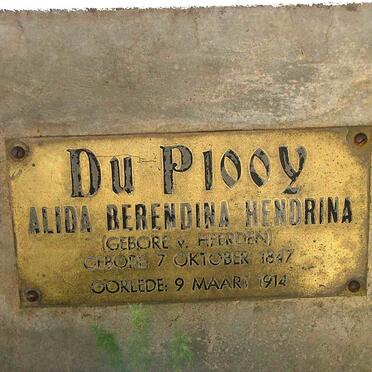 Du Plooy
ALIDA BERENDINA HENDRINA
(GEBORE v. HEERDEN)
GEBORE: 7 OKTOBER 1847
OORLEDE: 9 MAART 1914